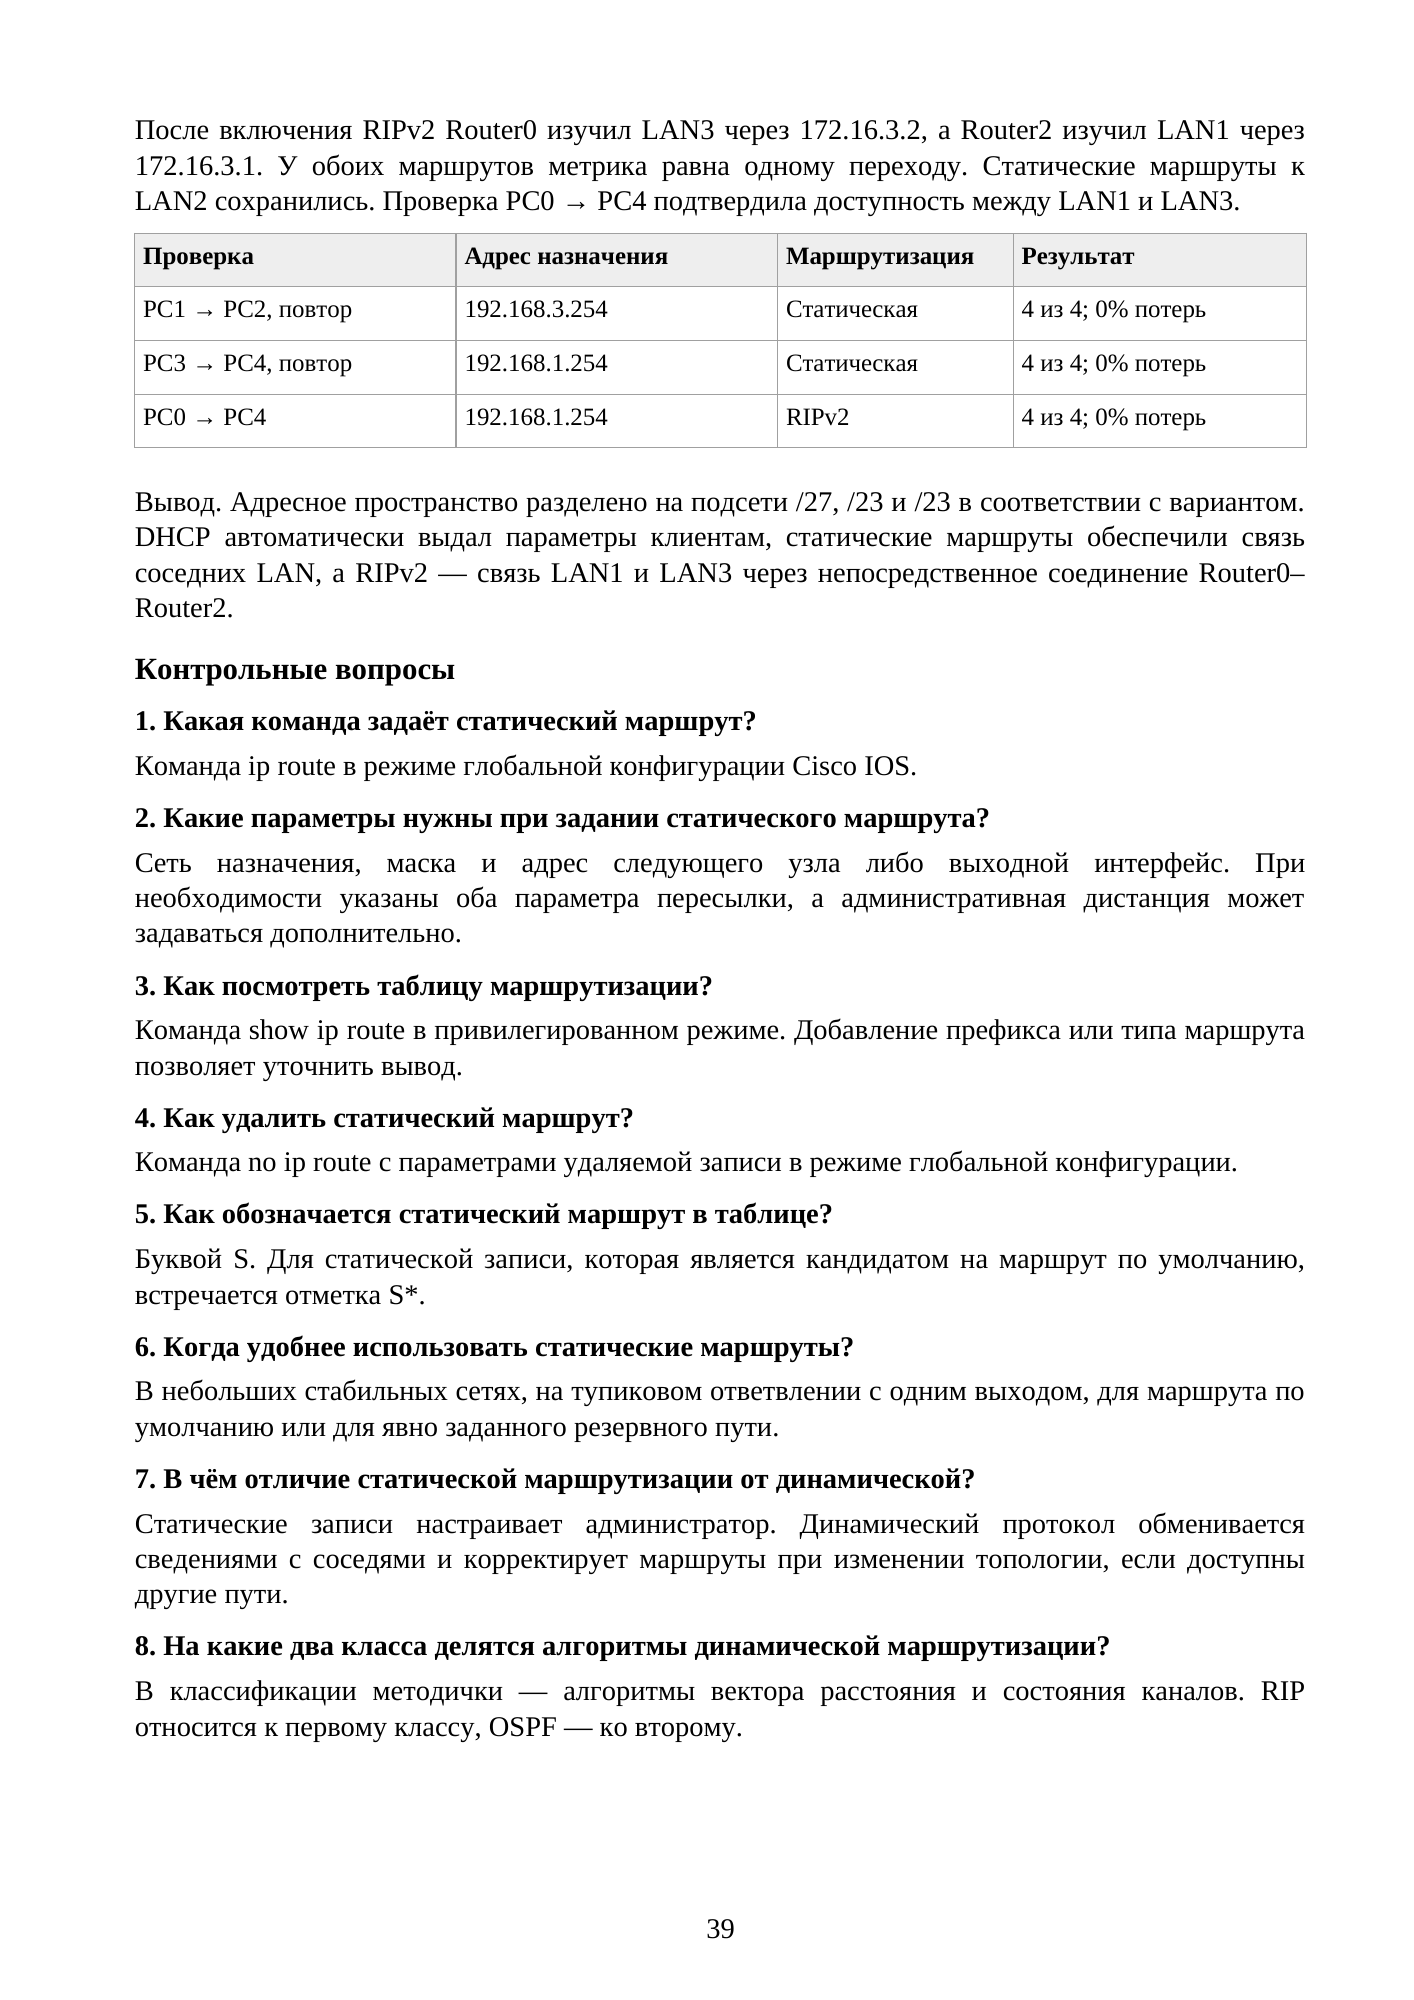 После включения RIPv2 Router0 изучил LAN3 через 172.16.3.2, а Router2 изучил LAN1 через
172.16.3.1. У обоих маршрутов метрика равна одному переходу. Статические маршруты к
LAN2 сохранились. Проверка PC0 → PC4 подтвердила доступность между LAN1 и LAN3.
Проверка Адрес назначения Маршрутизация Результат
PC1 → PC2, повтор 192.168.3.254 Статическая 4 из 4; 0% потерь
PC3 → PC4, повтор 192.168.1.254 Статическая 4 из 4; 0% потерь
PC0 → PC4 192.168.1.254 RIPv2 4 из 4; 0% потерь
Вывод. Адресное пространство разделено на подсети /27, /23 и /23 в соответствии с вариантом.
DHCP автоматически выдал параметры клиентам, статические маршруты обеспечили связь
соседних LAN, а RIPv2 — связь LAN1 и LAN3 через непосредственное соединение Router0–
Router2.
Контрольные вопросы
1. Какая команда задаёт статический маршрут?
Команда ip route в режиме глобальной конфигурации Cisco IOS.
2. Какие параметры нужны при задании статического маршрута?
Сеть назначения, маска и адрес следующего узла либо выходной интерфейс. При
необходимости указаны оба параметра пересылки, а административная дистанция может
задаваться дополнительно.
3. Как посмотреть таблицу маршрутизации?
Команда show ip route в привилегированном режиме. Добавление префикса или типа маршрута
позволяет уточнить вывод.
4. Как удалить статический маршрут?
Команда no ip route с параметрами удаляемой записи в режиме глобальной конфигурации.
5. Как обозначается статический маршрут в таблице?
Буквой S. Для статической записи, которая является кандидатом на маршрут по умолчанию,
встречается отметка S*.
6. Когда удобнее использовать статические маршруты?
В небольших стабильных сетях, на тупиковом ответвлении с одним выходом, для маршрута по
умолчанию или для явно заданного резервного пути.
7. В чём отличие статической маршрутизации от динамической?
Статические записи настраивает администратор. Динамический протокол обменивается
сведениями с соседями и корректирует маршруты при изменении топологии, если доступны
другие пути.
8. На какие два класса делятся алгоритмы динамической маршрутизации?
В классификации методички — алгоритмы вектора расстояния и состояния каналов. RIP
относится к первому классу, OSPF — ко второму.
39